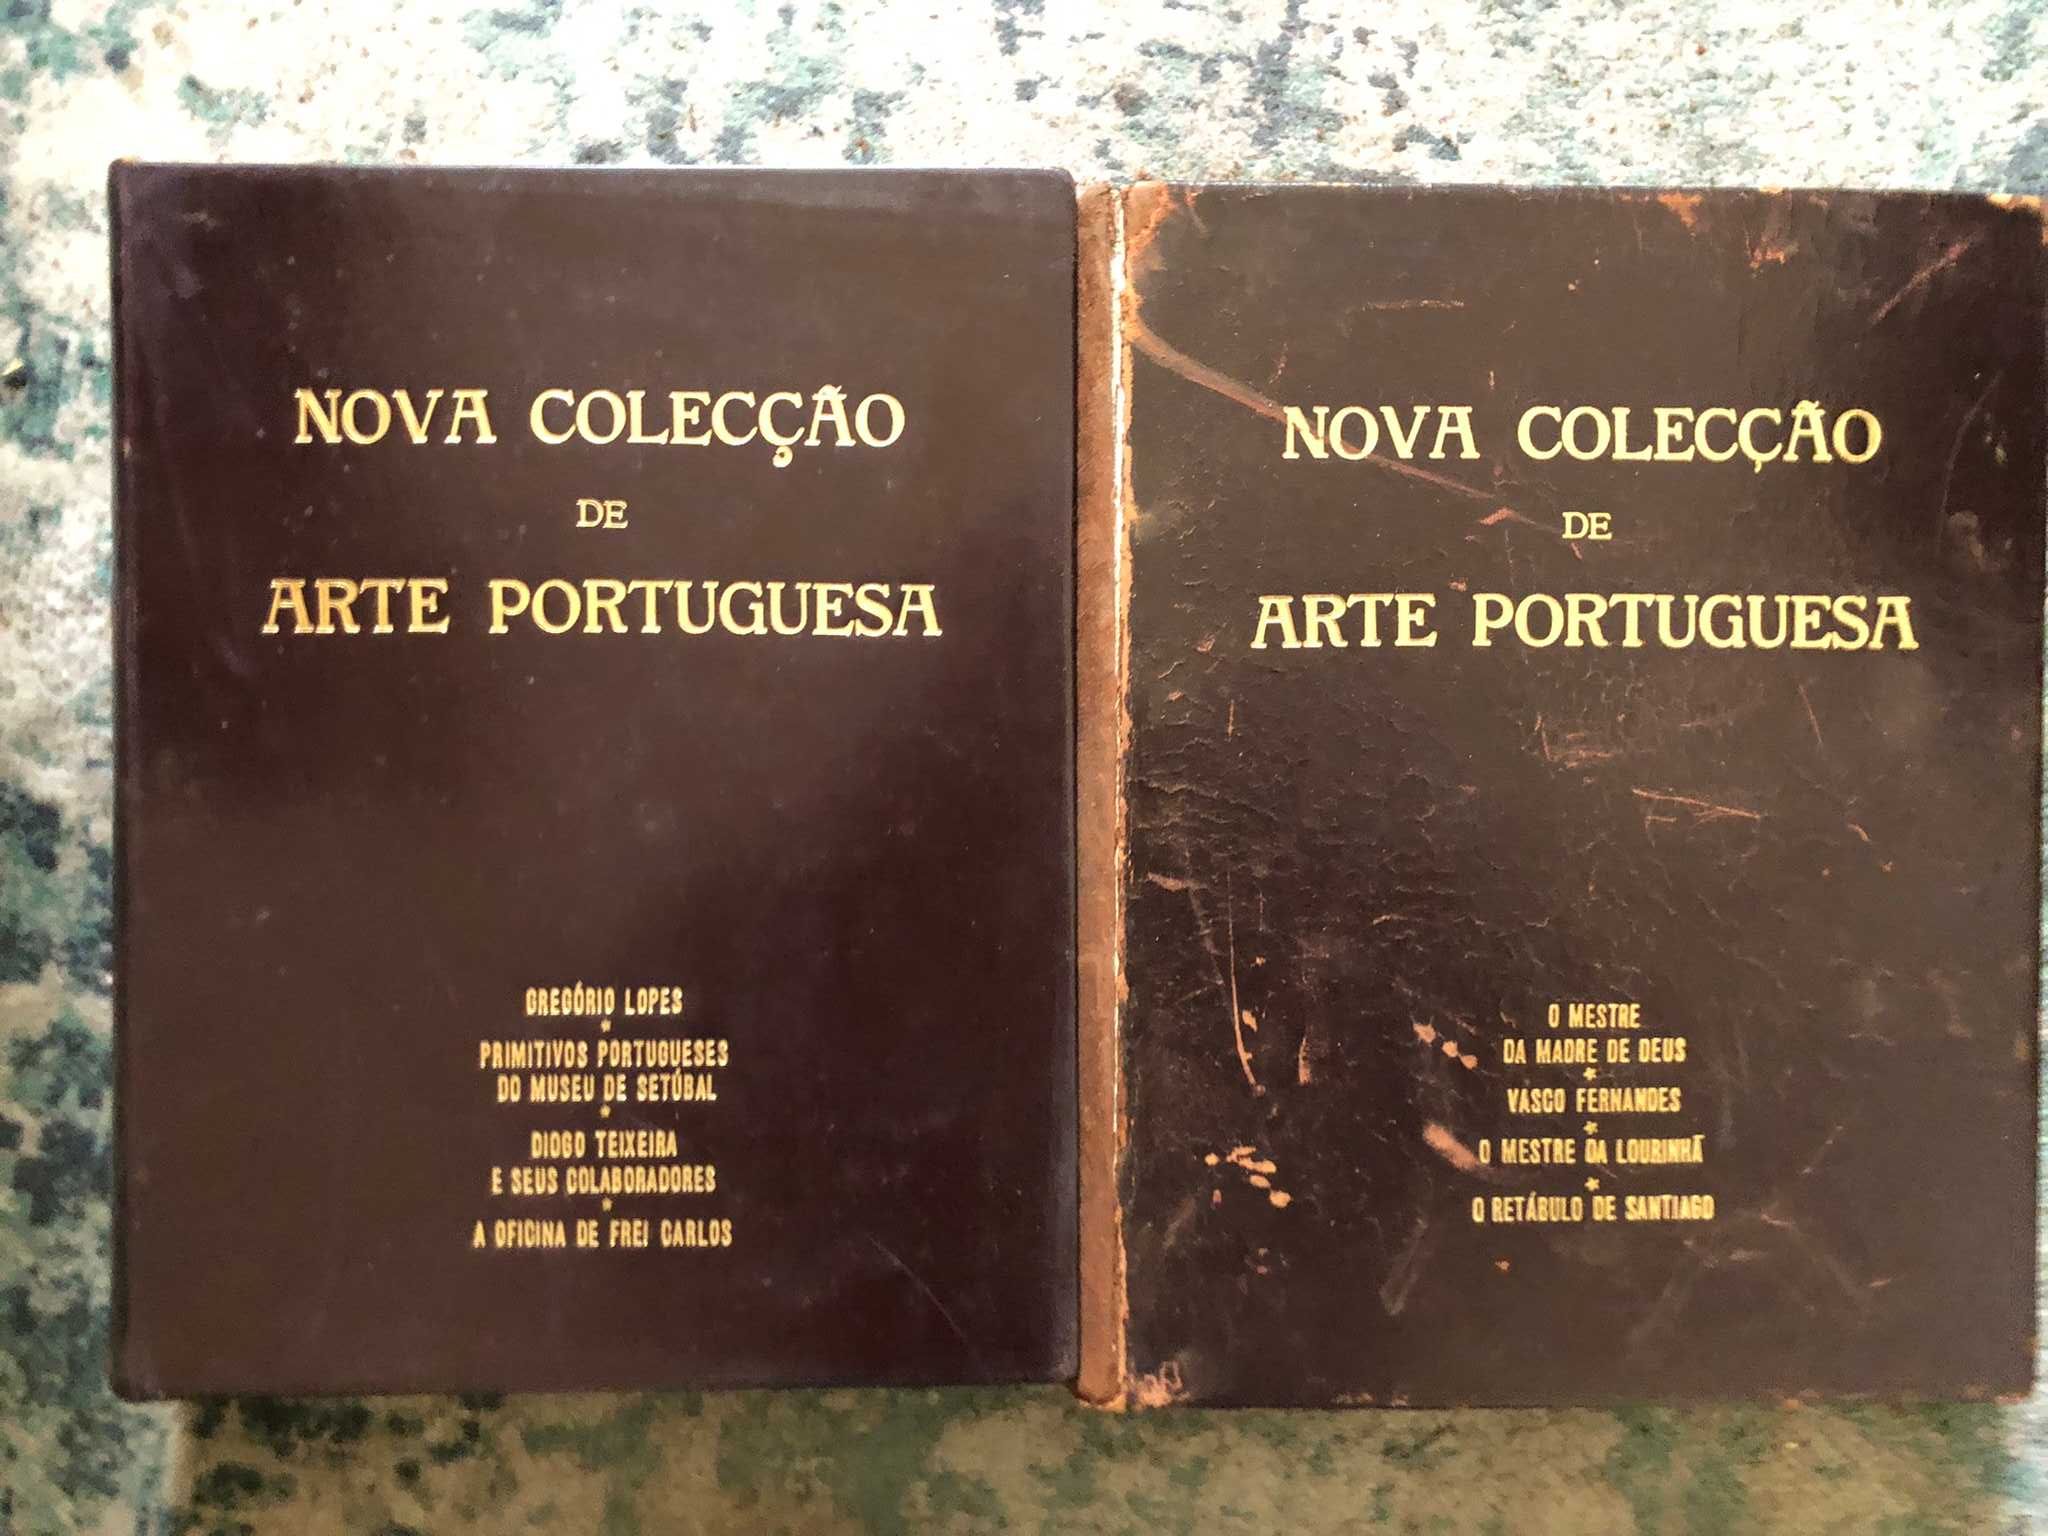 NOVA COLECÇÃO
DE
ARTE PORTUGUESA
GREGÓRIO LOPES
*
PRIMITIVOS PORTUGUESES
DO MUSEU DE SETÚBAL
*
DIOGO TEIXEIRA
E SEUS COLABORADORES
*
A OFICINA DE FREI CARLOS
NOVA COLECÇÃO
DE
ARTE PORTUGUESA
O MESTRE
DA MADRE DE DEUS
*
VASCO FERNANDES
*
O MESTRE DA LOURINHÃ
*
O RETÁBULO DE SANTIAGO